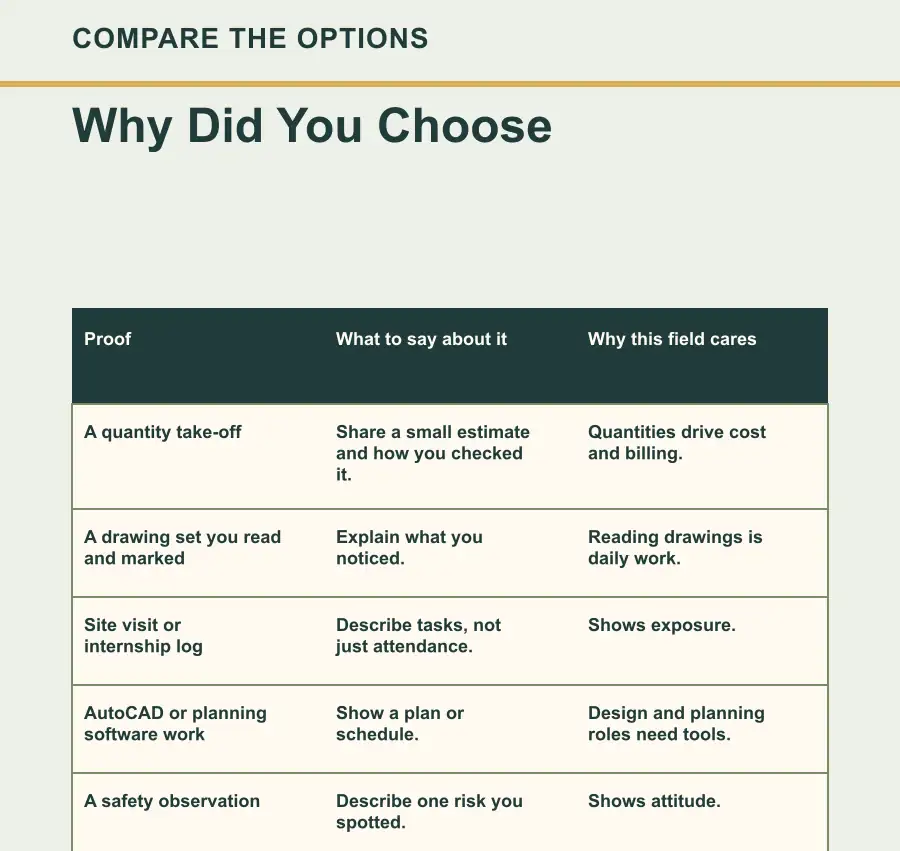 COMPARE THE OPTIONS
Why Did You Choose
Proof
What to say about it
Why this field cares
A quantity take-off
Share a small estimate
and how you checked
it.
Quantities drive cost
and billing.
A drawing set you read
and marked
Explain what you
noticed.
Reading drawings is
daily work.
Site visit or
internship log
Describe tasks, not
just attendance.
Shows exposure.
AutoCAD or planning
software work
Show a plan or
schedule.
Design and planning
roles need tools.
A safety observation
Describe one risk you
spotted.
Shows attitude.